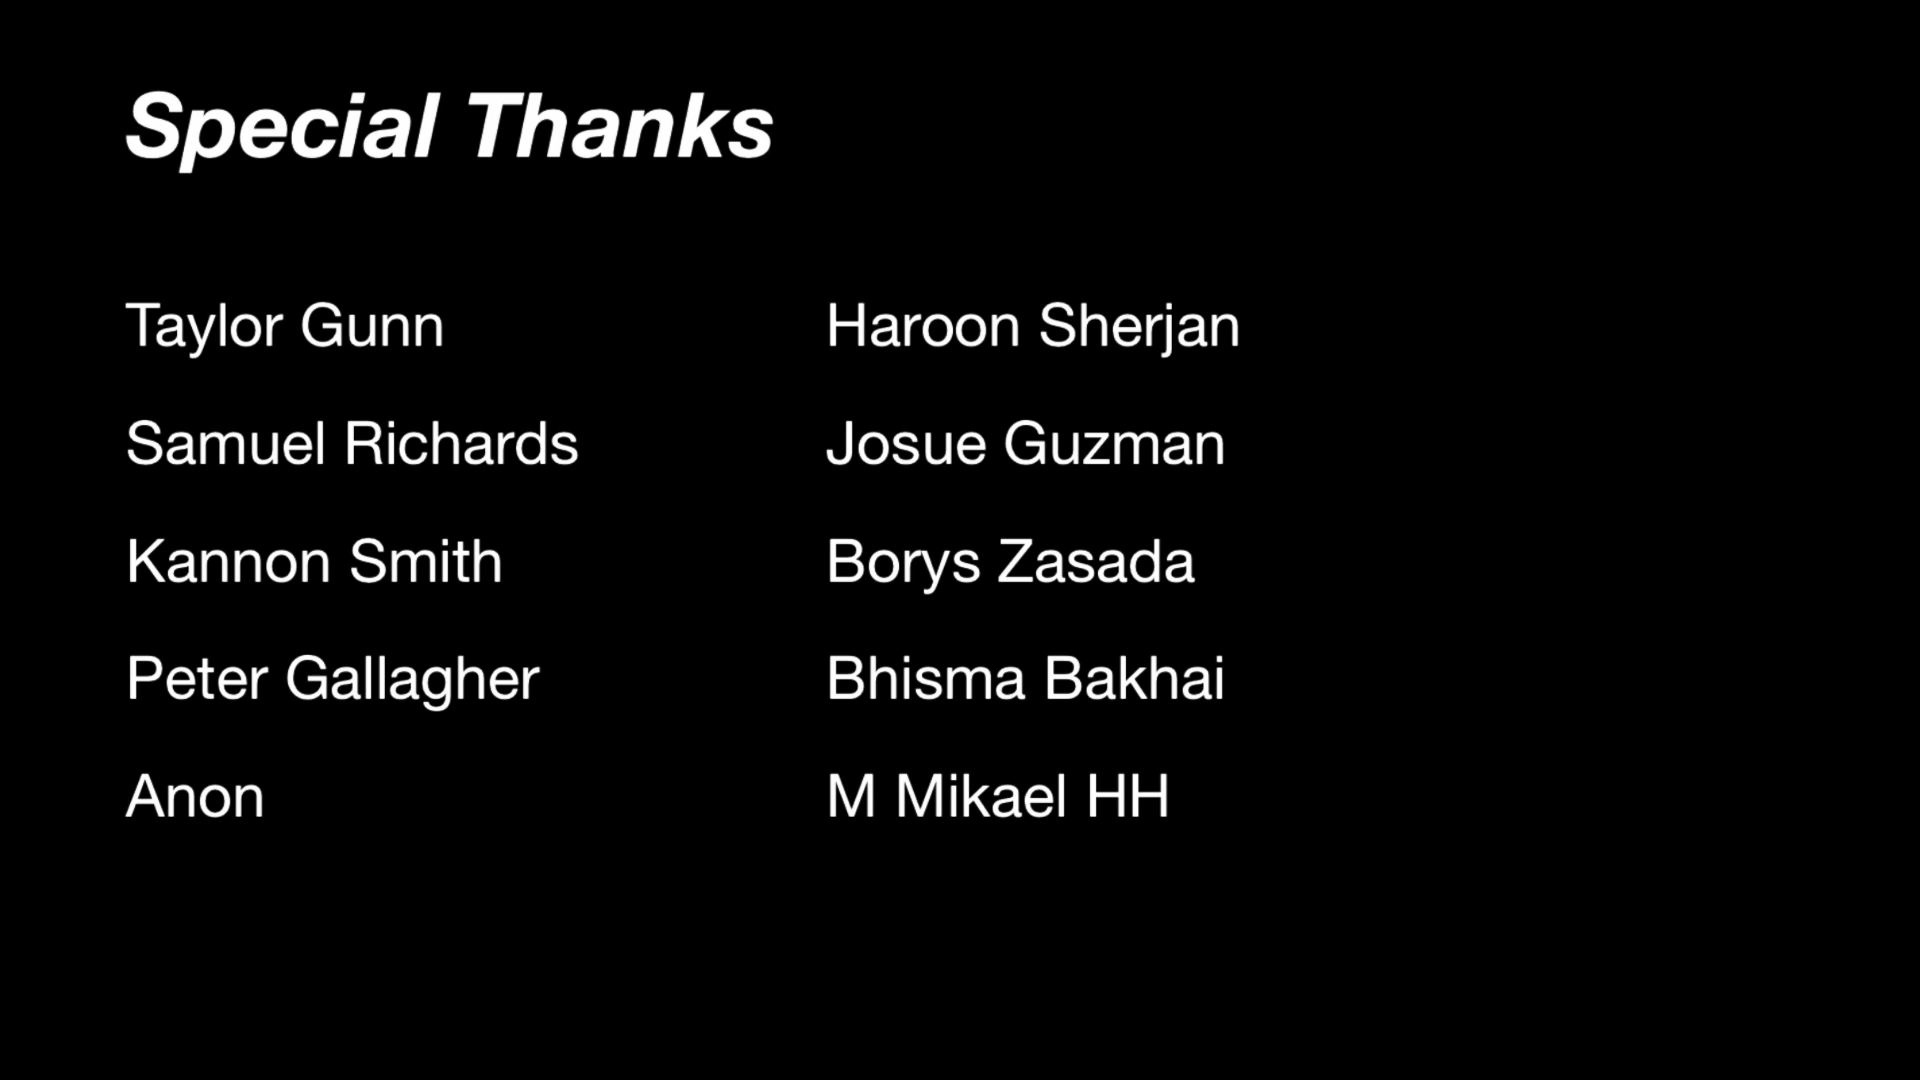 Special Thanks
Taylor Gunn
Samuel Richards
Kannon Smith
Peter Gallagher
Anon
Haroon Sherjan
Josue Guzman
Borys Zasada
Bhisma Bakhai
M Mikael HH